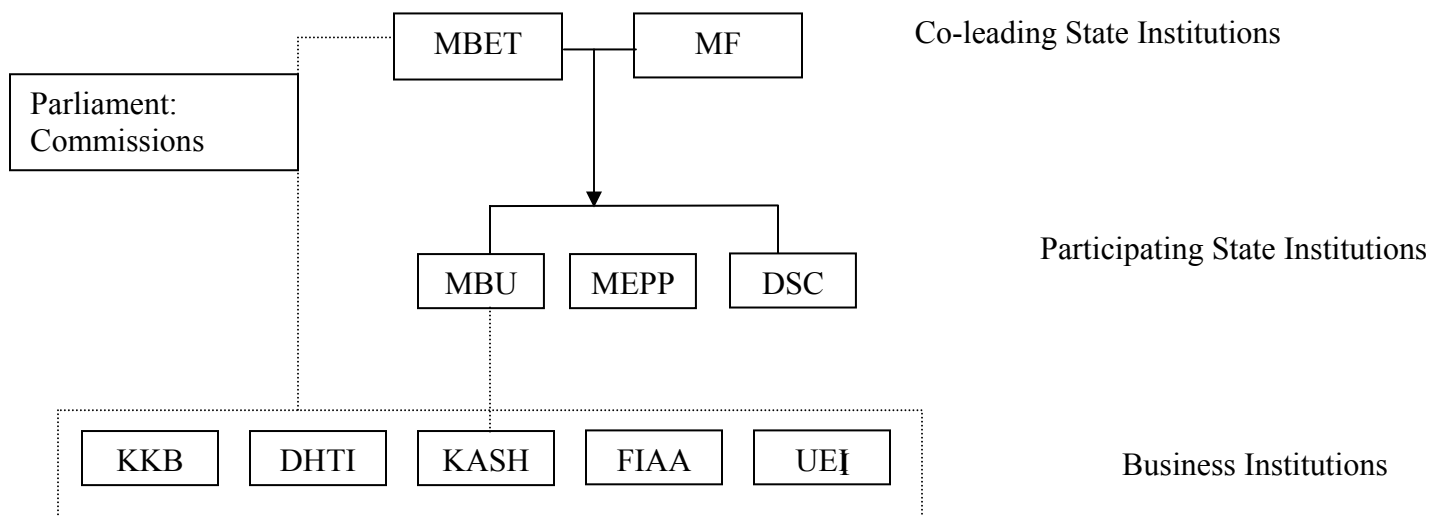 MBET
MF
Co-leading State Institutions
Parliament:
Commissions
Participating State Institutions
MBU
MEPP
DSC
KKB
DHTI
KASH
FIAA
UEI
Business Institutions